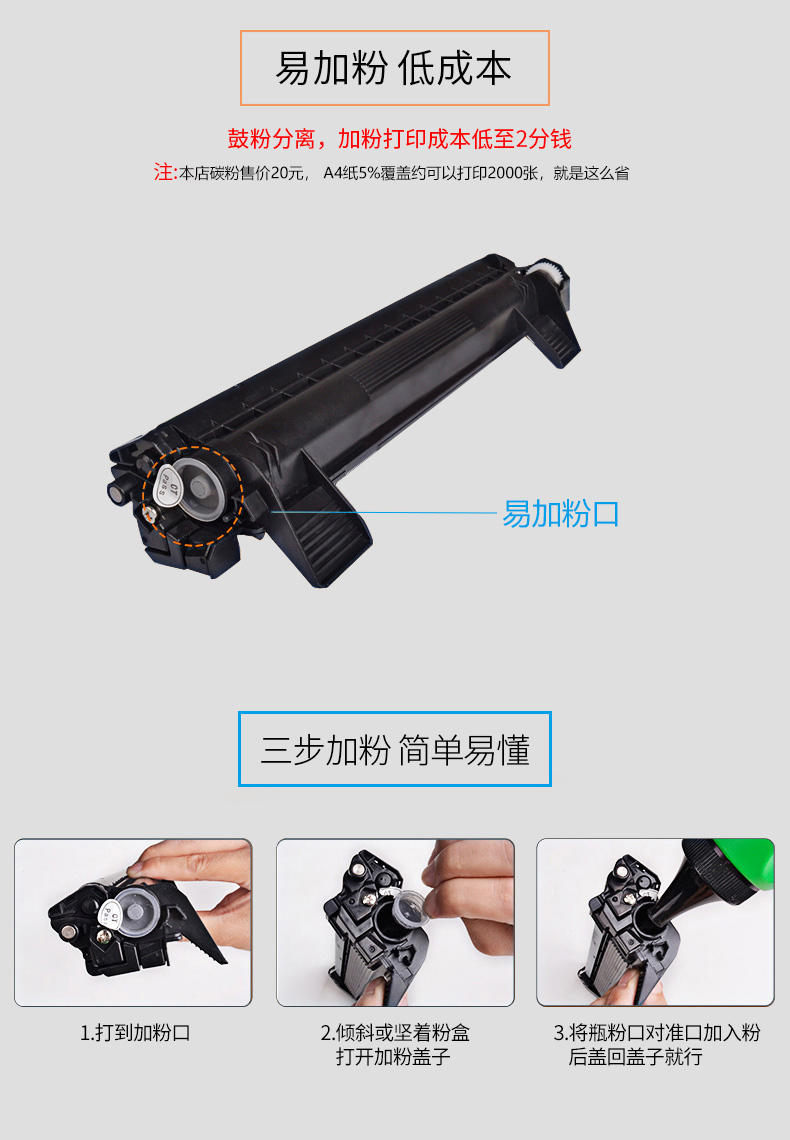 易加粉 低成本
鼓粉分离，加粉打印成本低至2分钱
注:本店碳粉售价20元， A4纸5%覆盖约可以打印2000张，就是这么省
QT
Pass
易加粉口
三步加粉 简单易懂
QT
Pass
1.打到加粉口
2.倾斜或坚着粉盒
打开加粉盖子
3.将瓶粉口对准口加入粉
后盖回盖子就行